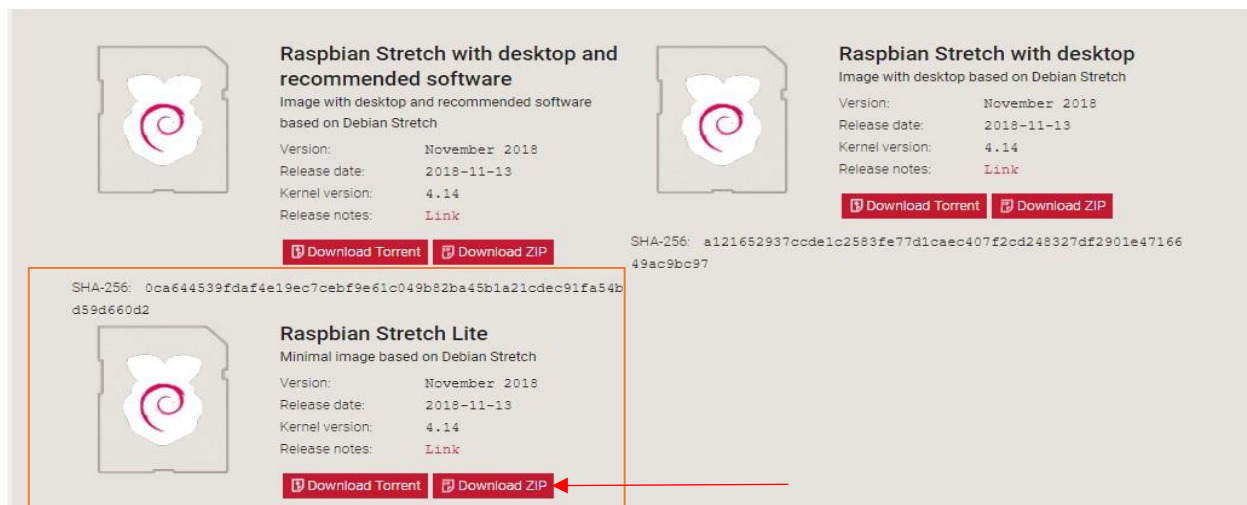 Raspbian Stretch with desktop and
recommended software
Image with desktop and recommended software
based on Debian Stretch
Version: November 2018
Release date: 2018-11-13
Kernel version: 4.14
Release notes: Link
Download Torrent Download ZIP
SHA-256: 0ca644539fdaf4e19ec7cebf9e61c049b82ba45b1a21cdec91fa54b
d59d660d2
Raspbian Stretch with desktop
Image with desktop based on Debian Stretch
Version: November 2018
Release date: 2018-11-13
Kernel version: 4.14
Release notes: Link
Download Torrent Download ZIP
SHA-256: a121652937ccde1c2583fe77d1caec407f2cd248327df2901e47166
49ac9bc97
Raspbian Stretch Lite
Minimal image based on Debian Stretch
Version: November 2018
Release date: 2018-11-13
Kernel version: 4.14
Release notes: Link
Download Torrent Download ZIP